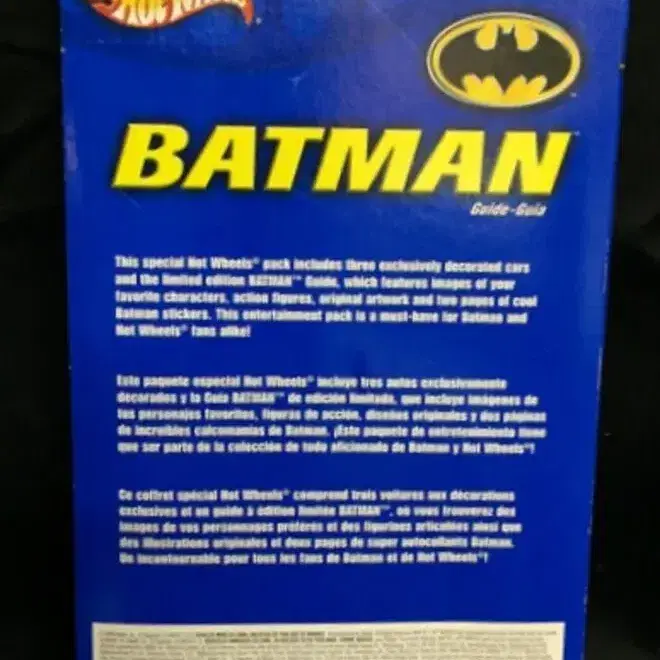 HOT WHEELS
BATMAN
Guide-Guía
This special Hot Wheels® pack includes three exclusively decorated cars
and the limited edition BATMAN™ Guide, which features images of your
favorite characters, action figures, original artwork and two pages of cool
Batman stickers. This entertainment pack is a must-have for Batman and
Hot Wheels® fans alike!
Este paquete especial Hot Wheels® incluye tres autos exclusivamente
decorados y la Guía BATMAN™ de edición limitada, que incluye imágenes de
tus personajes favoritos, figuras de acción, diseños originales y dos páginas
de increíbles calcomanías de Batman. ¡Este paquete de entretenimiento tiene
que ser parte de la colección de todo aficionado de Batman y Hot Wheels®!
Ce coffret spécial Hot Wheels® comprend trois voitures aux décorations
exclusives et un guide à édition limitée BATMAN™, où vous trouverez des
images de vos personnages préférés et des figurines articulées ainsi que
des illustrations originales et deux pages de super autocollants Batman.
Un incontournable pour tous les fans de Batman et de Hot Wheels®!